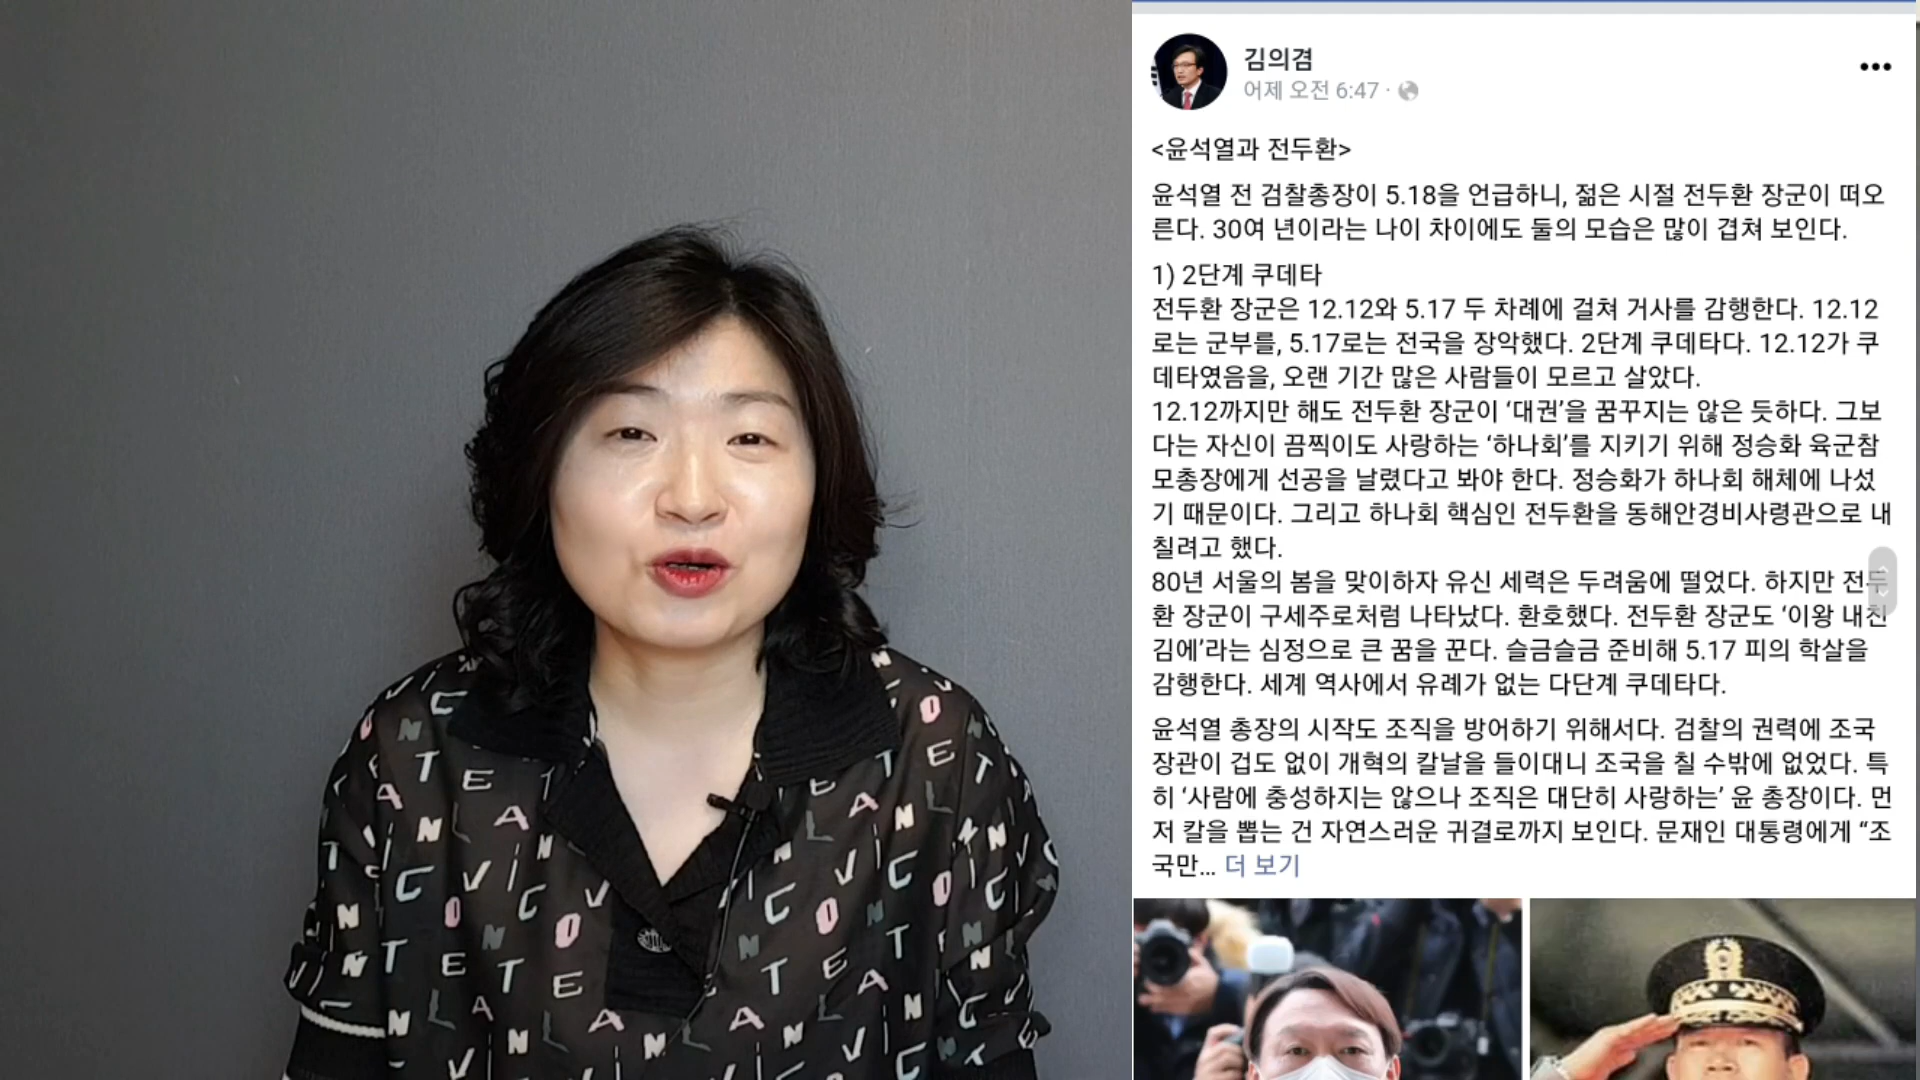 김의겸
어제 오전 6:47 ·
<윤석열과 전두환>
윤석열 전 검찰총장이 5.18을 언급하니, 젊은 시절 전두환 장군이 떠오
른다. 30여 년이라는 나이 차이에도 둘의 모습은 많이 겹쳐 보인다.
1) 2단계 쿠데타
전두환 장군은 12.12와 5.17 두 차례에 걸쳐 거사를 감행한다. 12.12
로는 군부를, 5.17로는 전국을 장악했다. 2단계 쿠데타다. 12.12가 쿠
데타였음을, 오랜 기간 많은 사람들이 모르고 살았다.
12.12까지만 해도 전두환 장군이 ‘대권’을 꿈꾸지는 않은 듯하다. 그보
다는 자신이 끔찍이도 사랑하는 ‘하나회’를 지키기 위해 정승화 육군참
모총장에게 선공을 날렸다고 봐야 한다. 정승화가 하나회 해체에 나섰
기 때문이다. 그리고 하나회 핵심인 전두환을 동해안경비사령관으로 내
칠려고 했다.
80년 서울의 봄을 맞이하자 유신 세력은 두려움에 떨었다. 하지만 전두
환 장군이 구세주로처럼 나타났다. 환호했다. 전두환 장군도 ‘이왕 내친
김에’라는 심정으로 큰 꿈을 꾼다. 슬금슬금 준비해 5.17 피의 학살을
감행한다. 세계 역사에서 유례가 없는 다단계 쿠데타다.
윤석열 총장의 시작도 조직을 방어하기 위해서다. 검찰의 권력에 조국
장관이 겁도 없이 개혁의 칼날을 들이대니 조국을 칠 수밖에 없었다. 특
히 ‘사람에 충성하지는 않으나 조직은 대단히 사랑하는’ 윤 총장이다. 먼
저 칼을 뽑는 건 자연스러운 귀결로까지 보인다. 문재인 대통령에게 “조
국만... 더 보기